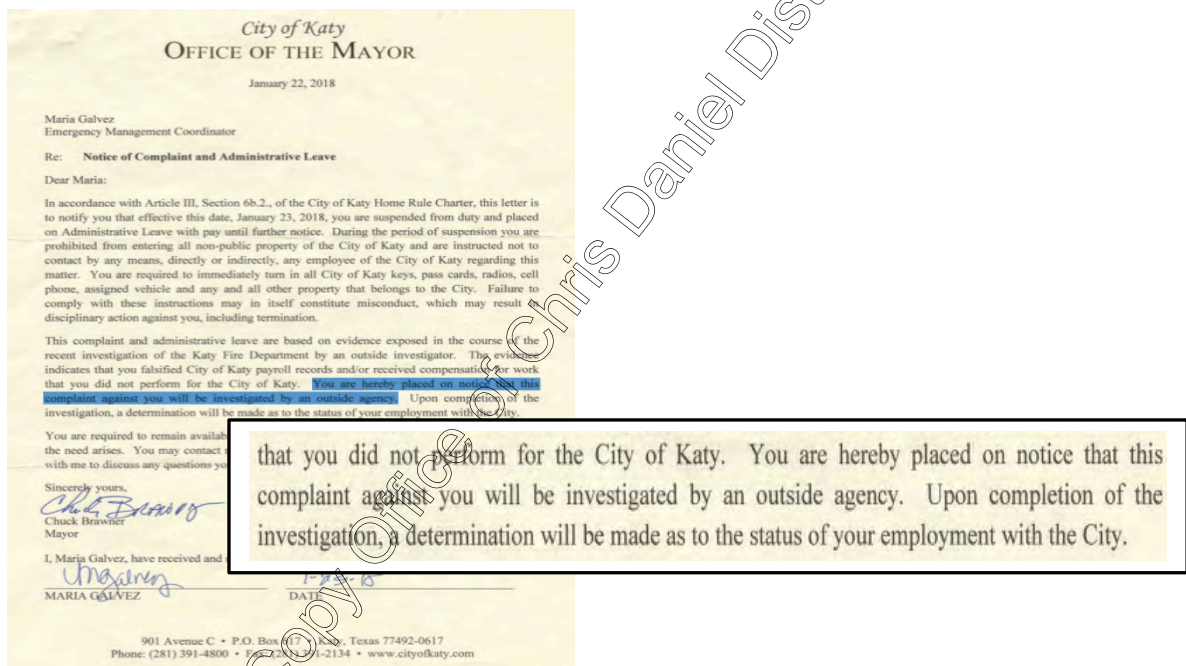 City of Katy
OFFICE OF THE MAYOR
January 22, 2018
Maria Galvez
Emergency Management Coordinator
Re: Notice of Complaint and Administrative Leave
Dear Maria:
In accordance with Article III, Section 6b.2., of the City of Katy Home Rule Charter, this letter is
to notify you that effective this date, January 23, 2018, you are suspended from duty and placed
on Administrative Leave with pay until further notice. During the period of suspension you are
prohibited from entering all non-public property of the City of Katy and are instructed not to
contact by any means, directly or indirectly, any employee of the City of Katy regarding this
matter. You are required to immediately turn in all City of Katy keys, pass cards, radios, cell
phone, assigned vehicle and any and all other property that belongs to the City. Failure to
comply with these instructions may in itself constitute misconduct, which may result in
disciplinary action against you, including termination.
This complaint and administrative leave are based on evidence exposed in the course of the
recent investigation of the Katy Fire Department by an outside investigator. The evidence
indicates that you falsified City of Katy payroll records and/or received compensation for work
that you did not perform for the City of Katy. You are hereby placed on notice that this
complaint against you will be investigated by an outside agency. Upon completion of the
investigation, a determination will be made as to the status of your employment with the City.
You are required to remain availab
the need arises. You may contact
with me to discuss any questions yo
that you did not perform for the City of Katy. You are hereby placed on notice that this
complaint against you will be investigated by an outside agency. Upon completion of the
investigation, a determination will be made as to the status of your employment with the City.
Sincerely yours,
Chuck Brawner
Chuck Brawner
Mayor
I, Maria Galvez, have received and
MGalvez
MARIA GALVEZ DATE
901 Avenue C • P.O. Box 617 • Katy, Texas 77492-0617
Phone: (281) 391-4800 • Fax: (281) 391-2134 • www.cityofkaty.com
Copy Office of Chris Daniel Dist